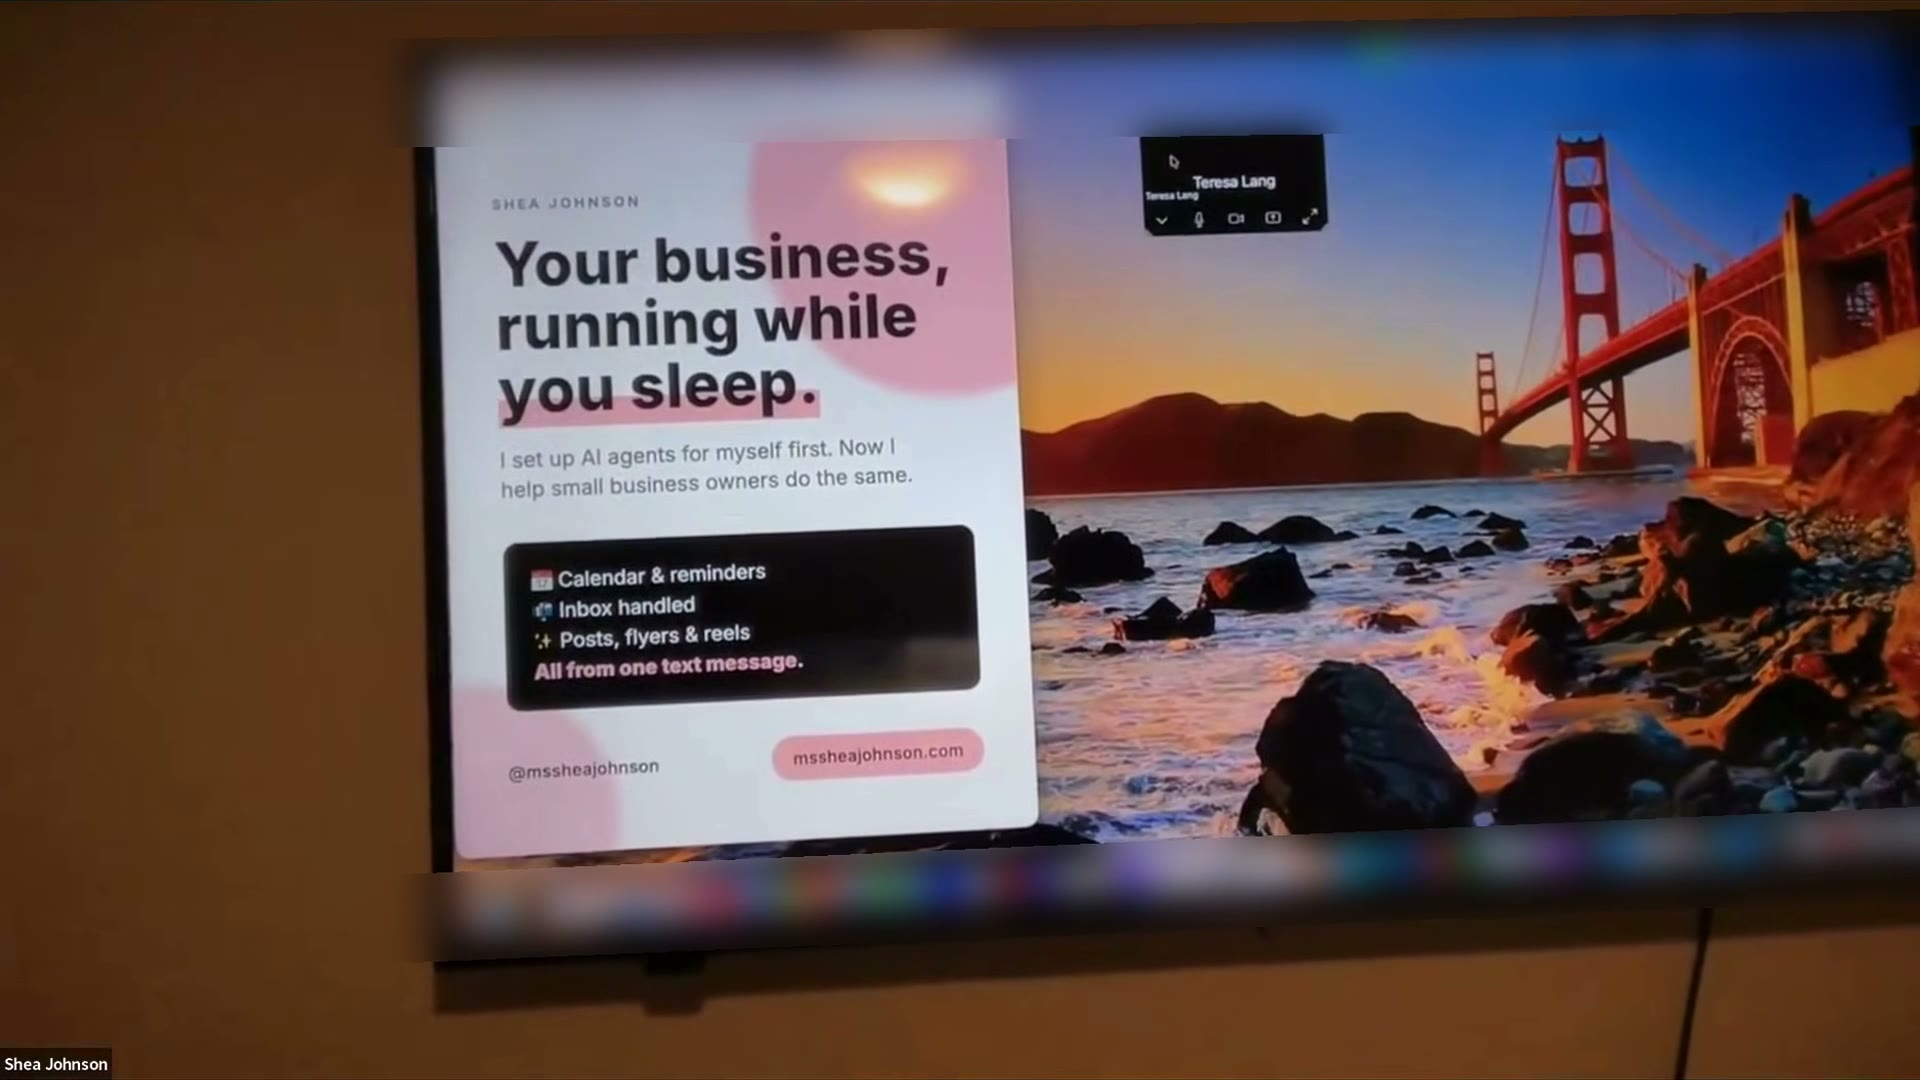 SHEA JOHNSON
Your business,
running while
you sleep.
I set up AI agents for myself first. Now I
help small business owners do the same.
📅 Calendar & reminders
📬 Inbox handled
✨ Posts, flyers & reels
All from one text message.
@mssheajohnson
mssheajohnson.com
Teresa Lang
Teresa Lang
Shea Johnson